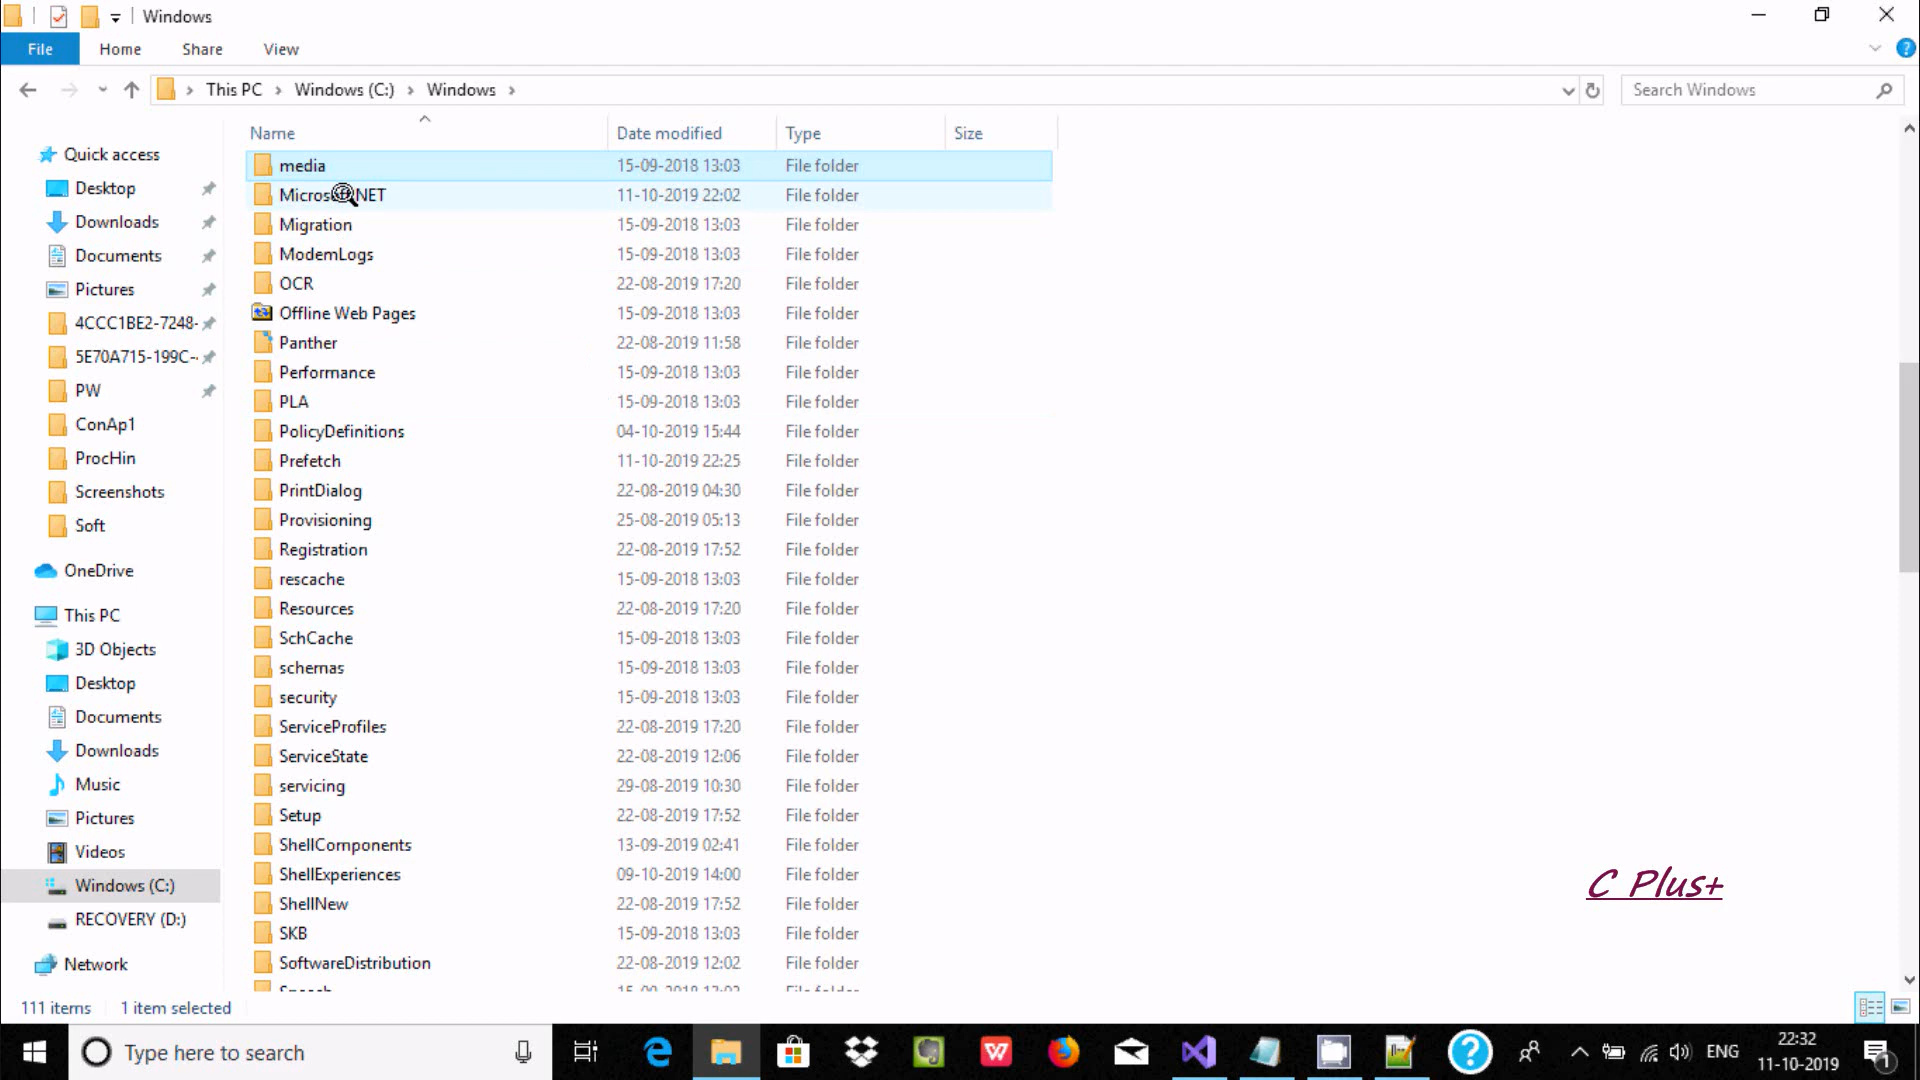 Windows
File Home Share View
This PC Windows (C:) Windows
Search Windows
Name Date modified Type Size
Quick access
Desktop
Downloads
Documents
Pictures
4CCC1BE2-7248-
5E70A715-199C-
PW
ConAp1
ProcHin
Screenshots
Soft
OneDrive
This PC
3D Objects
Desktop
Documents
Downloads
Music
Pictures
Videos
Windows (C:)
RECOVERY (D:)
Network
media 15-09-2018 13:03 File folder
Microsoft.NET 11-10-2019 22:02 File folder
Migration 15-09-2018 13:03 File folder
ModemLogs 15-09-2018 13:03 File folder
OCR 22-08-2019 17:20 File folder
Offline Web Pages 15-09-2018 13:03 File folder
Panther 22-08-2019 11:58 File folder
Performance 15-09-2018 13:03 File folder
PLA 15-09-2018 13:03 File folder
PolicyDefinitions 04-10-2019 15:44 File folder
Prefetch 11-10-2019 22:25 File folder
PrintDialog 22-08-2019 04:30 File folder
Provisioning 25-08-2019 05:13 File folder
Registration 22-08-2019 17:52 File folder
rescache 15-09-2018 13:03 File folder
Resources 22-08-2019 17:20 File folder
SchCache 15-09-2018 13:03 File folder
schemas 15-09-2018 13:03 File folder
security 15-09-2018 13:03 File folder
ServiceProfiles 22-08-2019 17:20 File folder
ServiceState 22-08-2019 12:06 File folder
servicing 29-08-2019 10:30 File folder
Setup 22-08-2019 17:52 File folder
ShellComponents 13-09-2019 02:41 File folder
ShellExperiences 09-10-2019 14:00 File folder
ShellNew 22-08-2019 17:52 File folder
SKB 15-09-2018 13:03 File folder
SoftwareDistribution 22-08-2019 12:02 File folder
C Plus+
111 items 1 item selected
Type here to search
ENG
22:32
11-10-2019
1